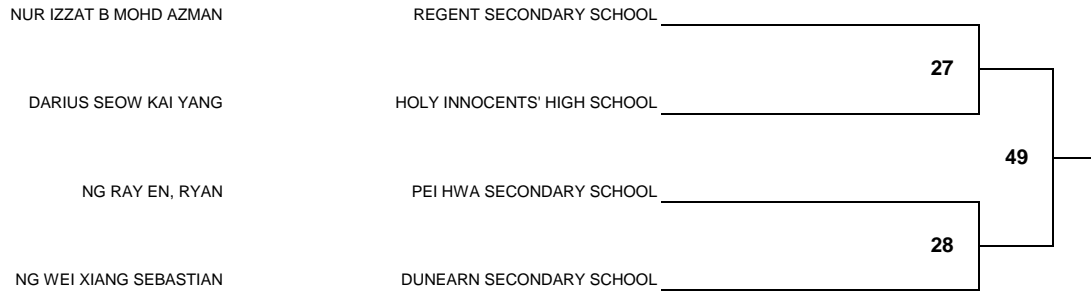 NUR IZZAT B MOHD AZMAN REGENT SECONDARY SCHOOL
27
DARIUS SEOW KAI YANG HOLY INNOCENTS' HIGH SCHOOL
49
NG RAY EN, RYAN PEI HWA SECONDARY SCHOOL
28
NG WEI XIANG SEBASTIAN DUNEARN SECONDARY SCHOOL